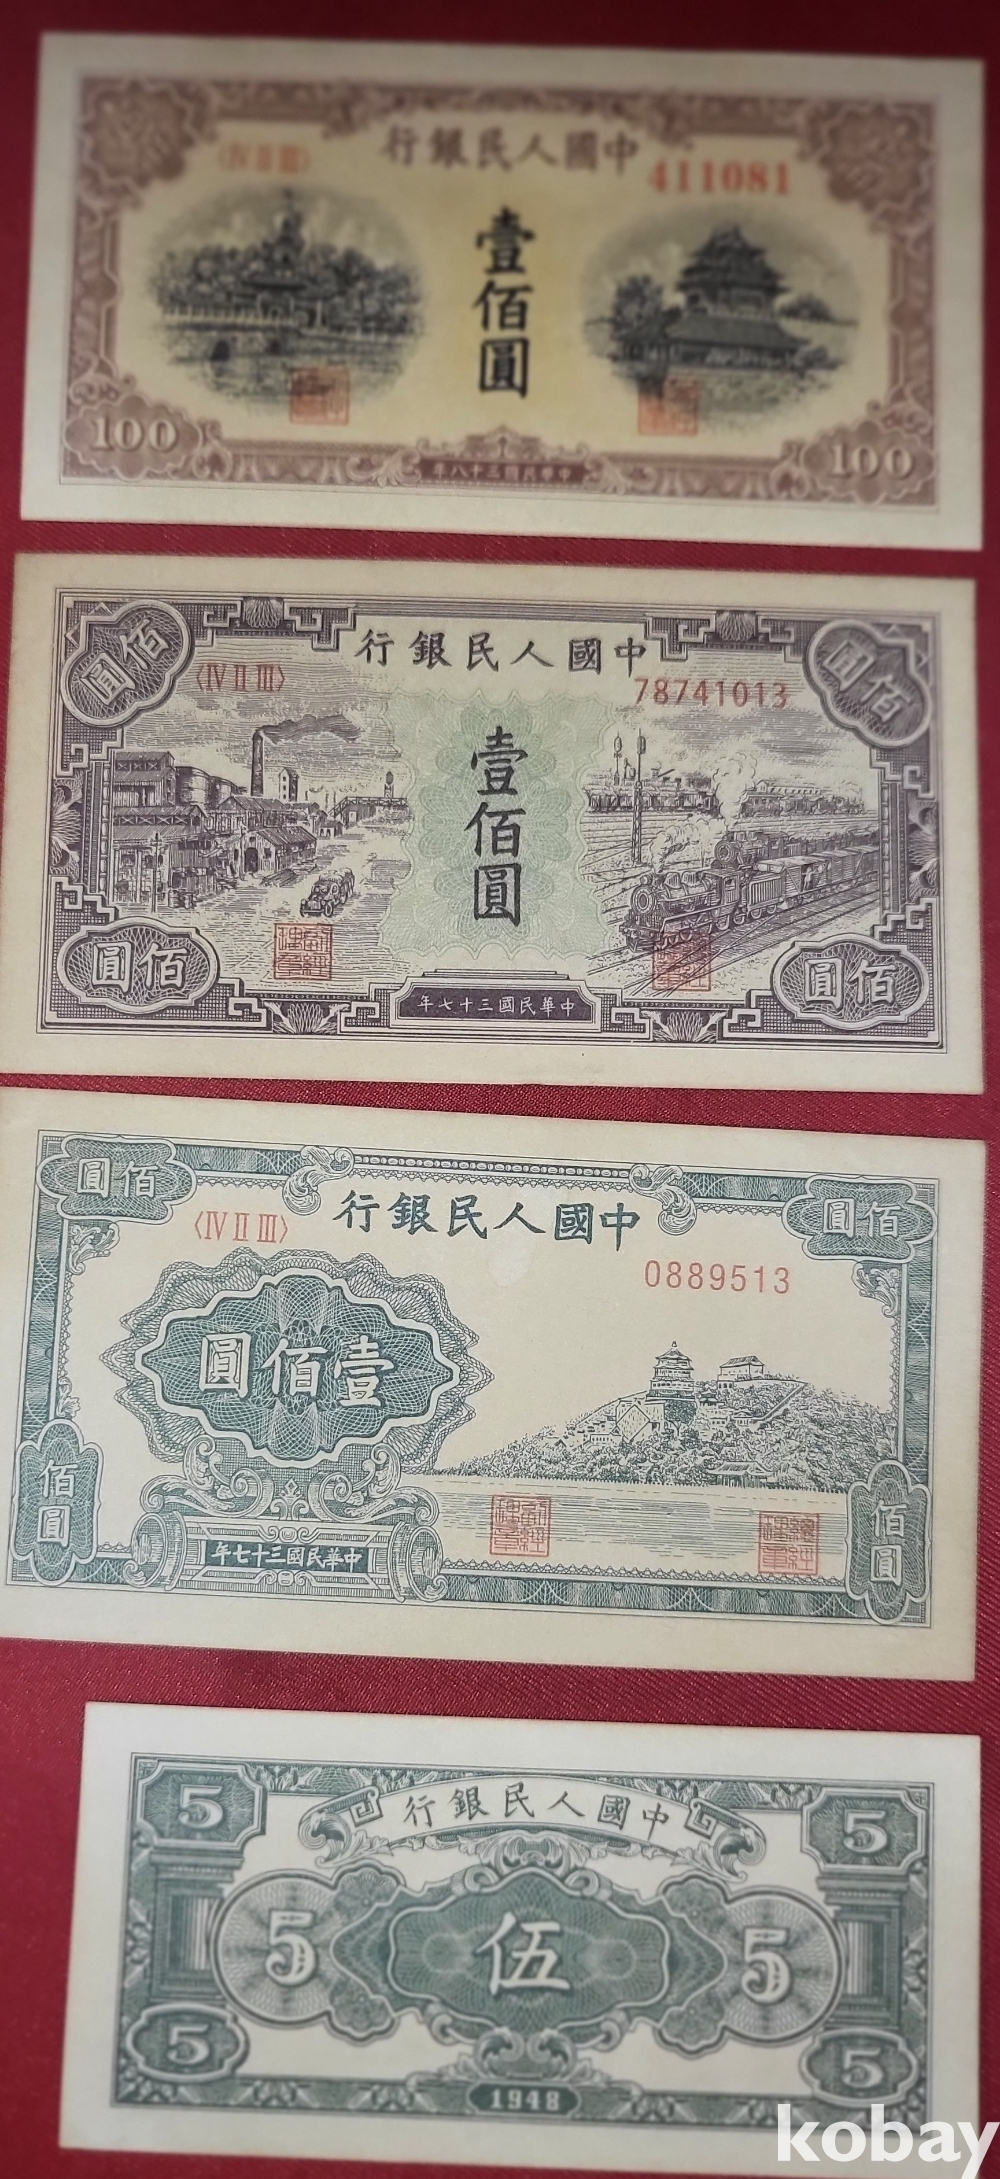 行銀民人國中
〈IV II III〉
411081
壹佰圓
100
100
年八十三國民華中
圓佰
圓佰
行銀民人國中
〈IV II III〉
78741013
壹佰圓
圓佰
圓佰
年七十三國民華中
圓佰
圓佰
行銀民人國中
〈IV II III〉
0889513
圓佰壹
佰圓
佰圓
年七十三國民華中
5
5
行銀民人國中
5
伍
5
5
5
1948
kobay